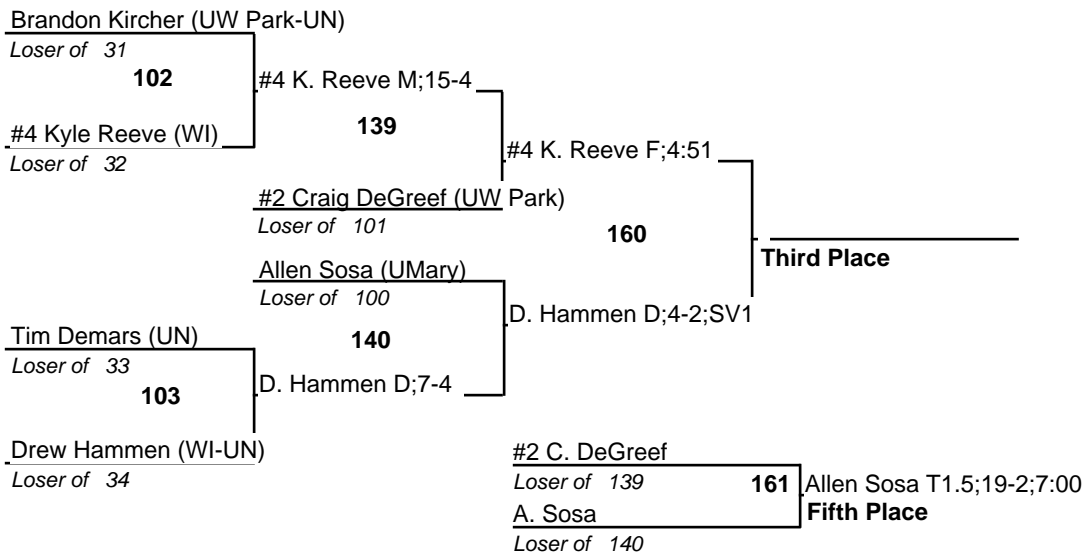 Brandon Kircher (UW Park-UN)
Loser of 31
102
#4 K. Reeve M;15-4
139
#4 Kyle Reeve (WI)
Loser of 32
#4 K. Reeve F;4:51
#2 Craig DeGreef (UW Park)
Loser of 101
160
Third Place
Allen Sosa (UMary)
Loser of 100
D. Hammen D;4-2;SV1
Tim Demars (UN)
140
Loser of 33
103
D. Hammen D;7-4
Drew Hammen (WI-UN)
Loser of 34
#2 C. DeGreef
Loser of 139
161
Allen Sosa T1.5;19-2;7:00
A. Sosa
Fifth Place
Loser of 140